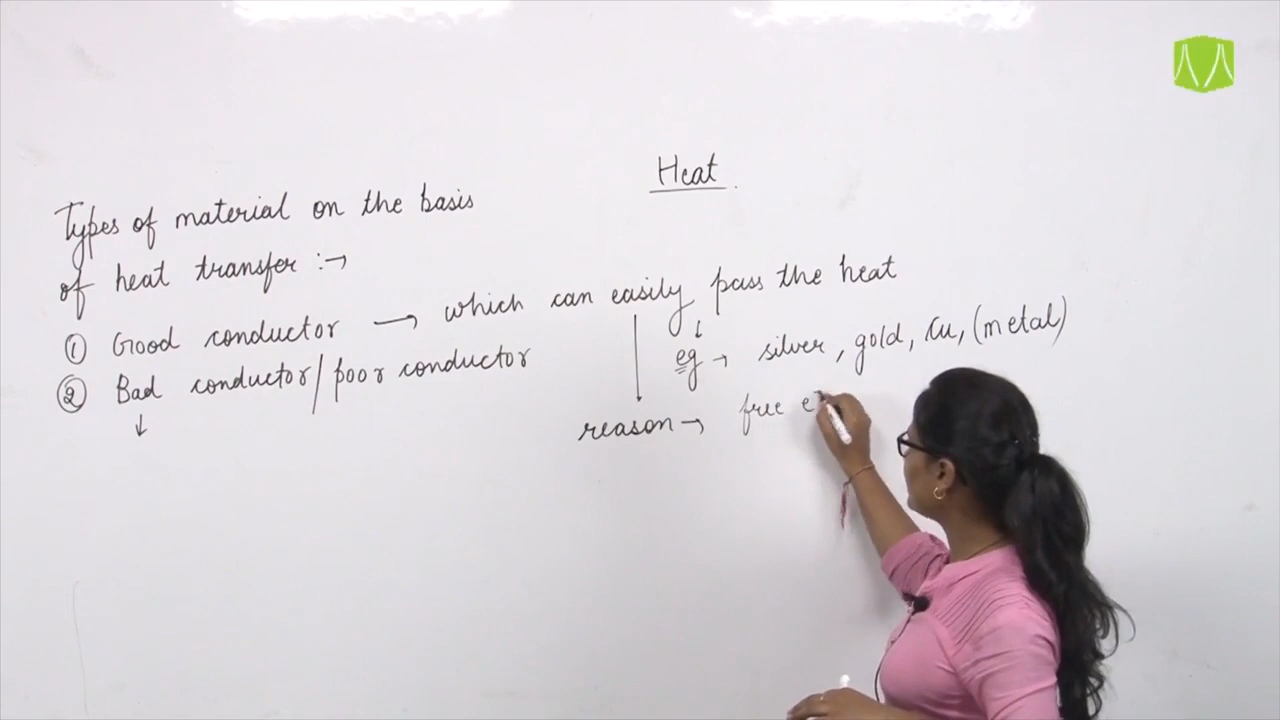 Heat
Types of material on the basis
of heat transfer :→
① Good conductor → which can easily pass the heat
eg → silver, gold, Cu, (metal)
② Bad conductor/poor conductor
reason → free e